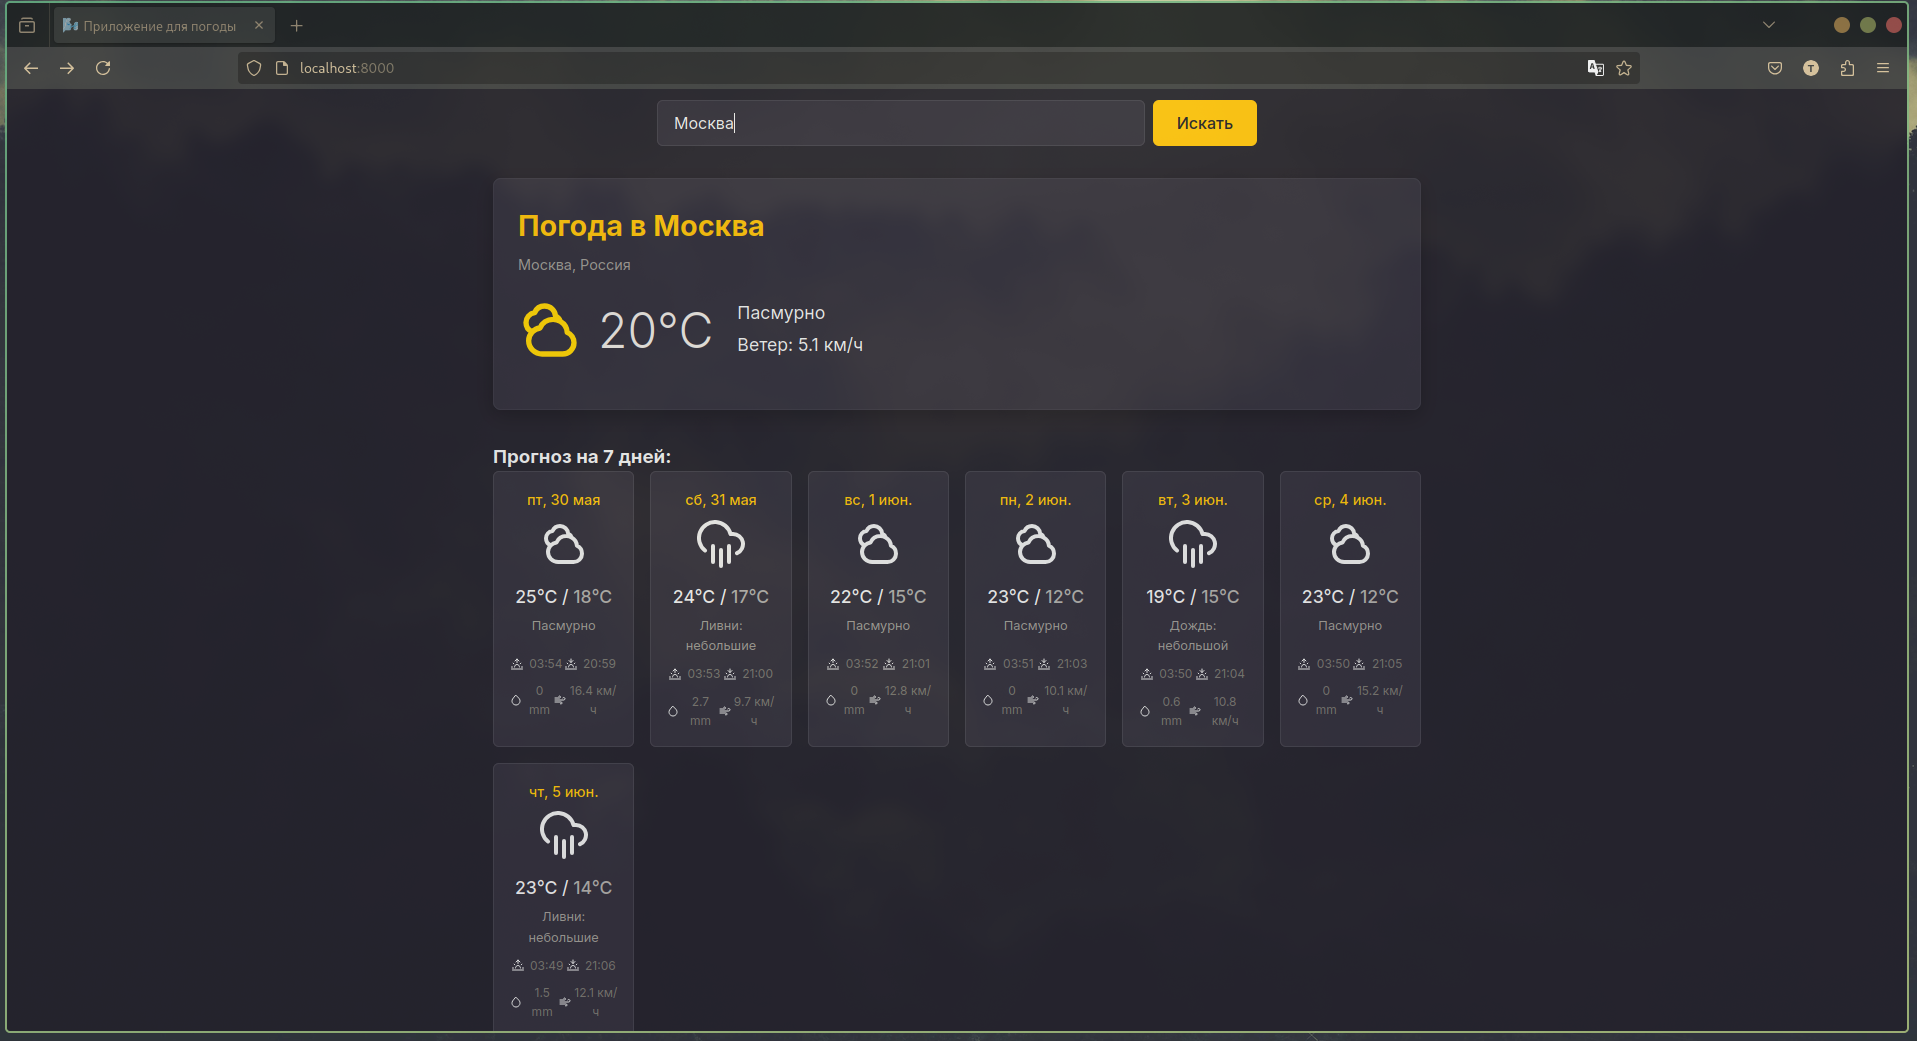 Приложение для погоды
localhost:8000
T
Москва
Искать
Погода в Москва
Москва, Россия
20°C
Пасмурно
Ветер: 5.1 км/ч
Прогноз на 7 дней:
пт, 30 мая
25°C / 18°C
Пасмурно
03:54 20:59
0 mm 16.4 км/
ч
сб, 31 мая
24°C / 17°C
Ливни:
небольшие
03:53 21:00
2.7 mm 9.7 км/
ч
вс, 1 июн.
22°C / 15°C
Пасмурно
03:52 21:01
0 mm 12.8 км/
ч
пн, 2 июн.
23°C / 12°C
Пасмурно
03:51 21:03
0 mm 10.1 км/
ч
вт, 3 июн.
19°C / 15°C
Дождь:
небольшой
03:50 21:04
0.6 10.8
mm км/ч
ср, 4 июн.
23°C / 12°C
Пасмурно
03:50 21:05
0 mm 15.2 км/
ч
чт, 5 июн.
23°C / 14°C
Ливни:
небольшие
03:49 21:06
1.5 mm 12.1 км/
ч